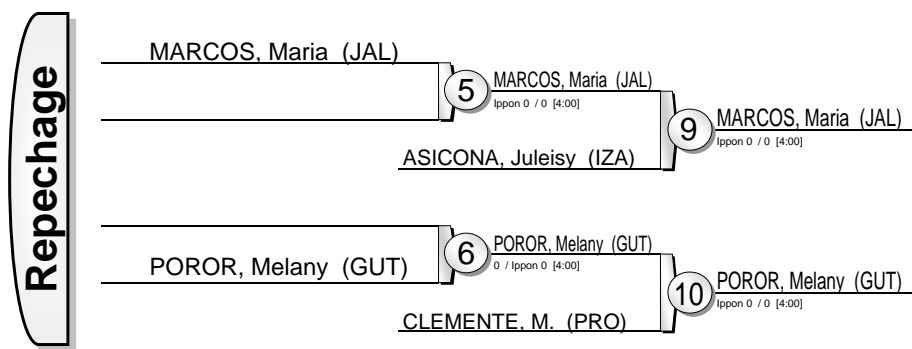 Repechage
MARCOS, Maria (JAL)
5
MARCOS, Maria (JAL)
Ippon 0 / 0 [4:00]
ASICONA, Juleisy (IZA)
9
MARCOS, Maria (JAL)
Ippon 0 / 0 [4:00]
POROR, Melany (GUT)
6
POROR, Melany (GUT)
0 / Ippon 0 [4:00]
CLEMENTE, M. (PRO)
10
POROR, Melany (GUT)
Ippon 0 / 0 [4:00]